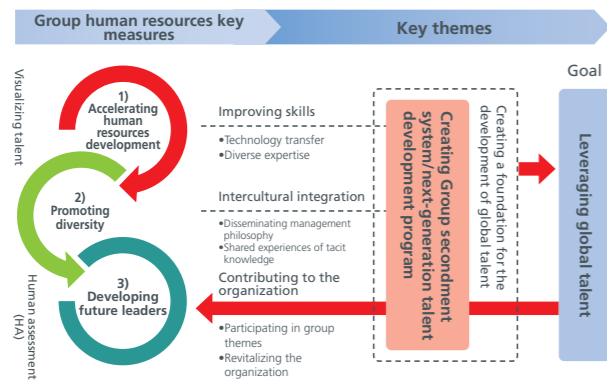 Group human resources key
measures
Key themes
Visualizing talent
Human assessment
(HA)
1)
Accelerating
human
resources
development
2)
Promoting
diversity
3)
Developing
future leaders
Improving skills
•Technology transfer
•Diverse expertise
Intercultural integration
•Disseminating management
philosophy
•Shared experiences of tacit
knowledge
Contributing to the
organization
•Participating in group
themes
•Revitalizing the
organization
Creating Group secondment
system/next-generation talent
development program
Creating a foundation for the
development of global talent
Goal
Leveraging global talent